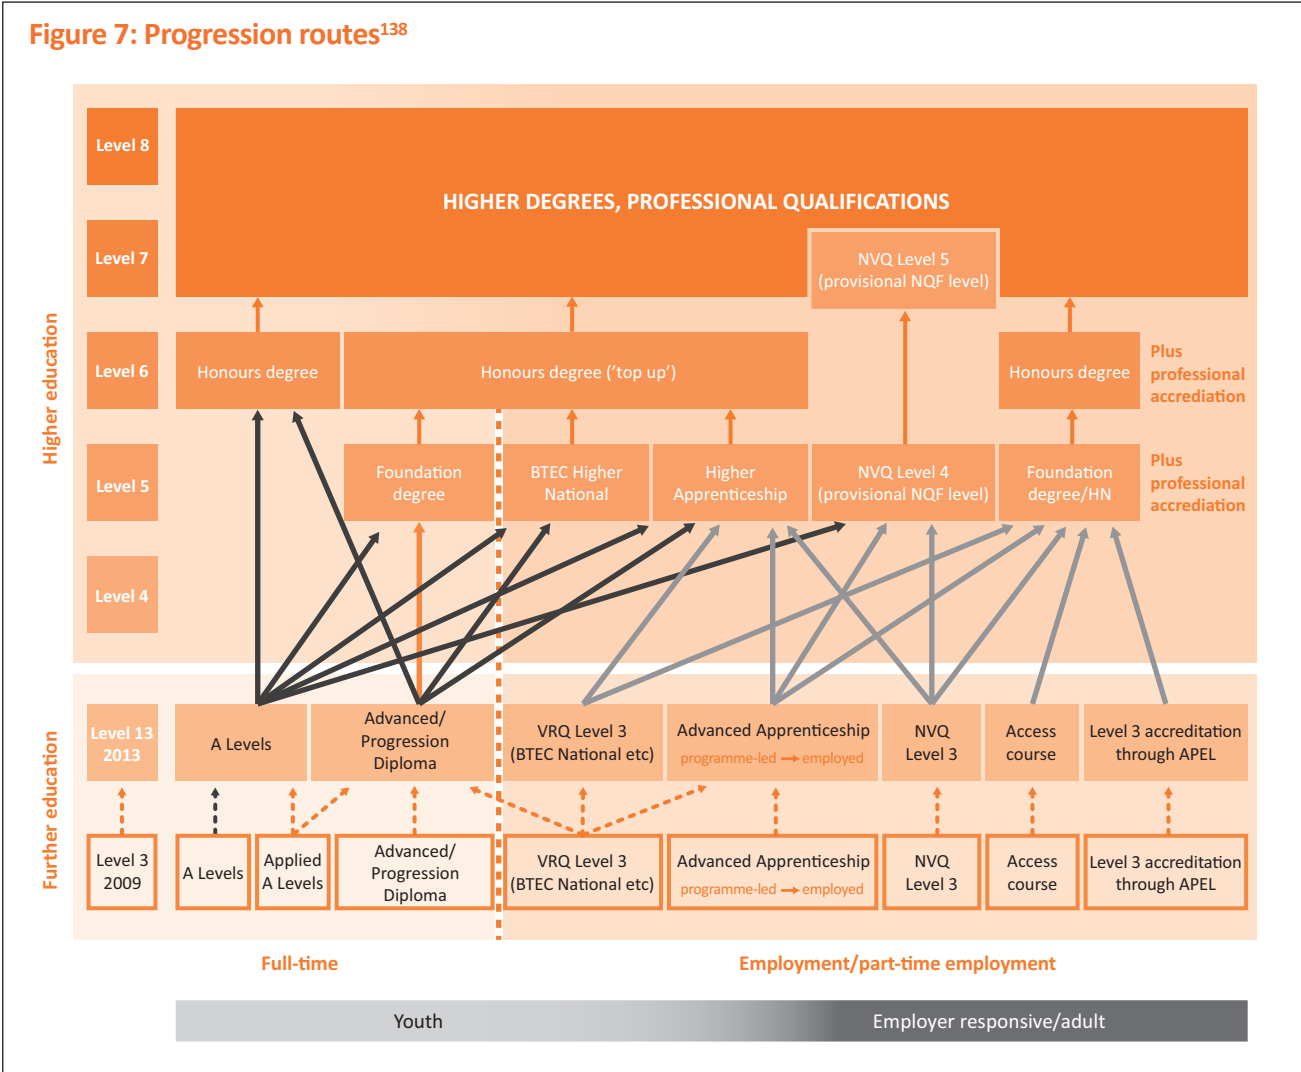 Figure 7: Progression routes138
Higher education
Level 8
HIGHER DEGREES, PROFESSIONAL QUALIFICATIONS
Level 7
NVQ Level 5
(provisional NQF level)
Level 6
Honours degree
Honours degree ('top up')
Honours degree
Plus
professional
accrediation
Level 5
Foundation
degree
BTEC Higher
National
Higher
Apprenticeship
NVQ Level 4
(provisional NQF level)
Foundation
degree/HN
Plus
professional
accrediation
Level 4
Further education
Level 13
2013
A Levels
Advanced/
Progression
Diploma
VRQ Level 3
(BTEC National etc)
Advanced Apprenticeship
programme-led → employed
NVQ
Level 3
Access
course
Level 3 accreditation
through APEL
Level 3
2009
A Levels
Applied
A Levels
Advanced/
Progression
Diploma
VRQ Level 3
(BTEC National etc)
Advanced Apprenticeship
programme-led → employed
NVQ
Level 3
Access
course
Level 3 accreditation
through APEL
Full-time
Employment/part-time employment
Youth
Employer responsive/adult